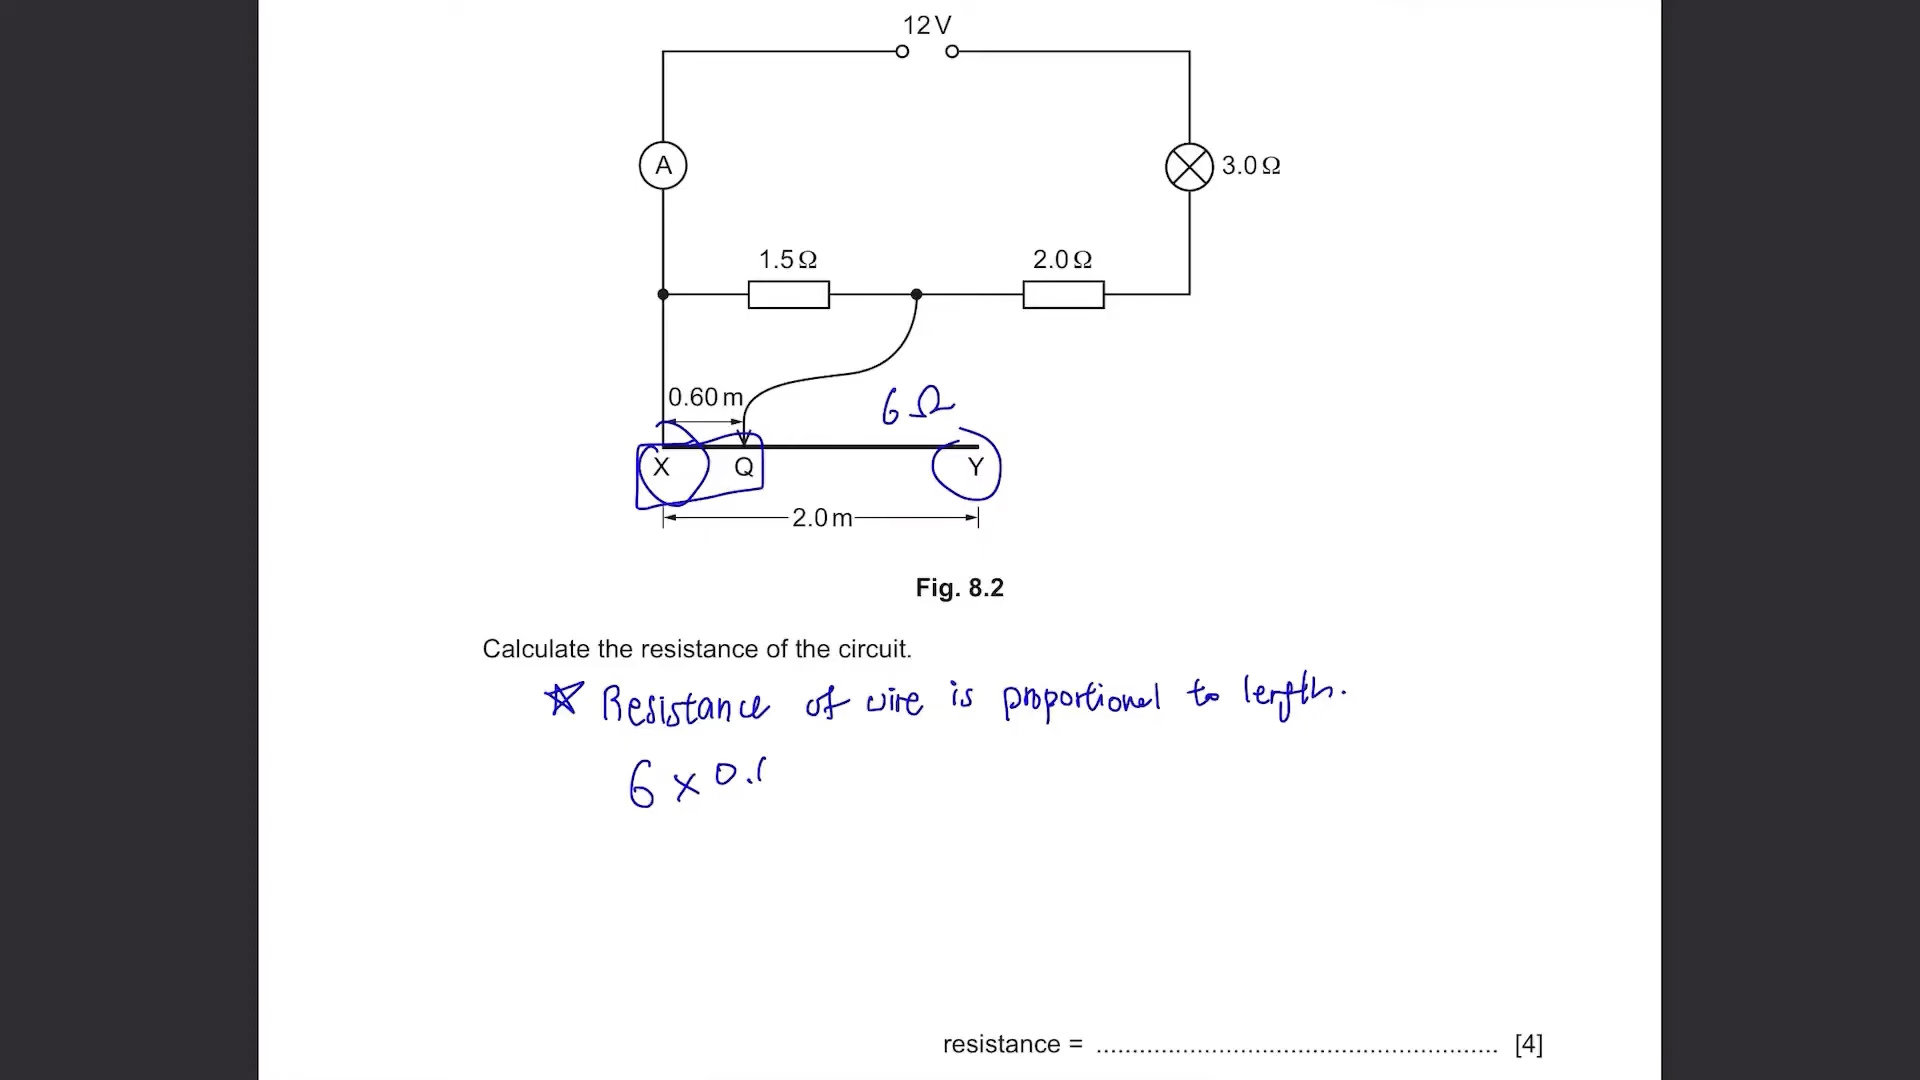 12 V
A
3.0 Ω
1.5 Ω
2.0 Ω
0.60 m
6 Ω
X
Q
Y
2.0 m
Fig. 8.2
Calculate the resistance of the circuit.
☆ Resistance of wire is proportional to length.
6 × 0.
resistance = ........................................................ [4]